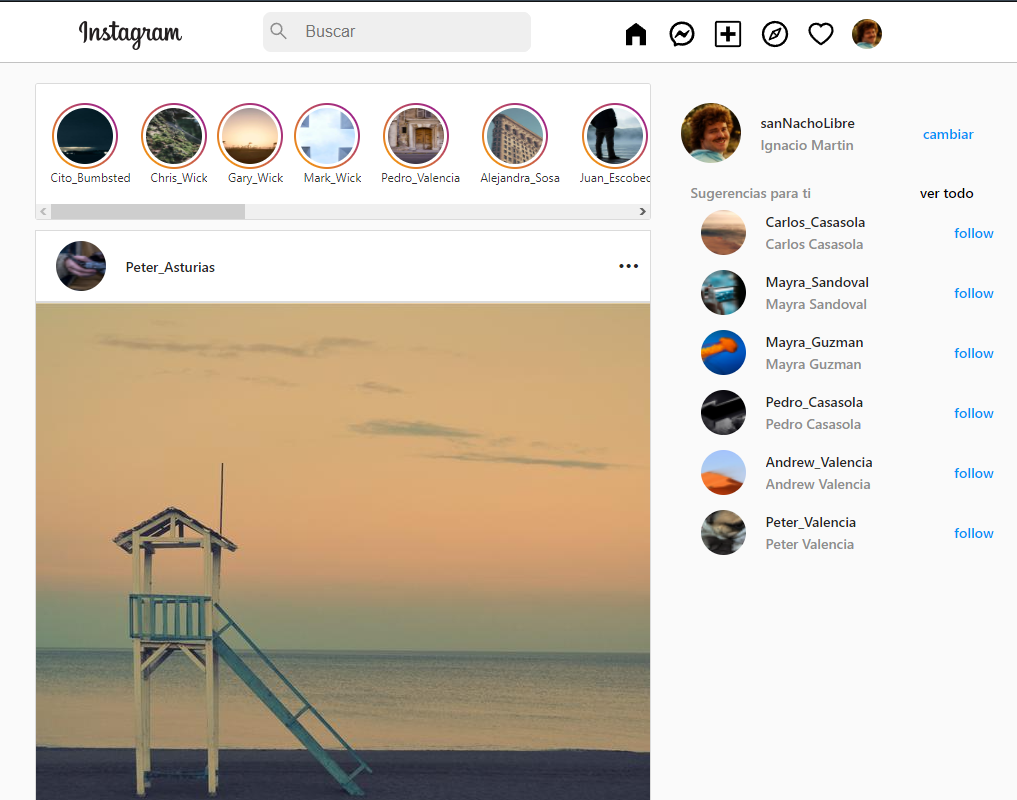 Instagram
Buscar
Cito_Bumbsted Chris_Wick Gary_Wick Mark_Wick Pedro_Valencia Alejandra_Sosa Juan_Escobec
Peter_Asturias
sanNachoLibre
Ignacio Martin
cambiar
Sugerencias para ti ver todo
Carlos_Casasola
Carlos Casasola
follow
Mayra_Sandoval
Mayra Sandoval
follow
Mayra_Guzman
Mayra Guzman
follow
Pedro_Casasola
Pedro Casasola
follow
Andrew_Valencia
Andrew Valencia
follow
Peter_Valencia
Peter Valencia
follow